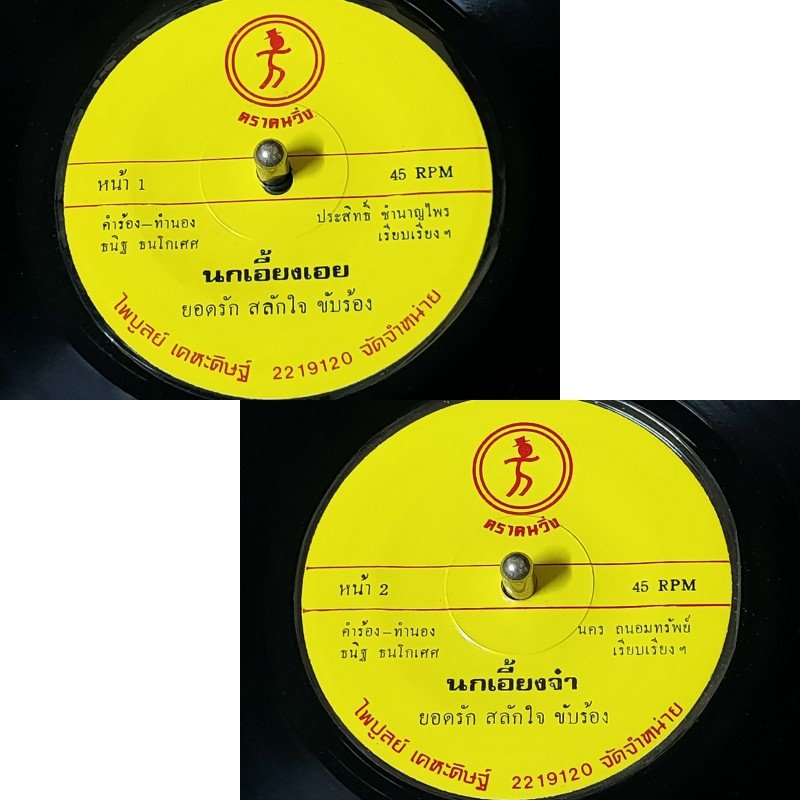 ตราคนวิ่ง
หน้า 1
45 RPM
คำร้อง–ทำนอง
ธนิฐ ธนโกเศศ
ประสิทธิ์ ชำนาญไพร
เรียบเรียงฯ
นกเอี้ยงเอย
ยอดรัก สลักใจ ขับร้อง
ไพบูลย์ เคหะดิษฐ์ 2219120 จัดจำหน่าย
ตราคนวิ่ง
หน้า 2
45 RPM
คำร้อง–ทำนอง
ธนิฐ ธนโกเศศ
นคร ถนอมทรัพย์
เรียบเรียงฯ
นกเอี้ยงจ๋า
ยอดรัก สลักใจ ขับร้อง
ไพบูลย์ เคหะดิษฐ์ 2219120 จัดจำหน่าย